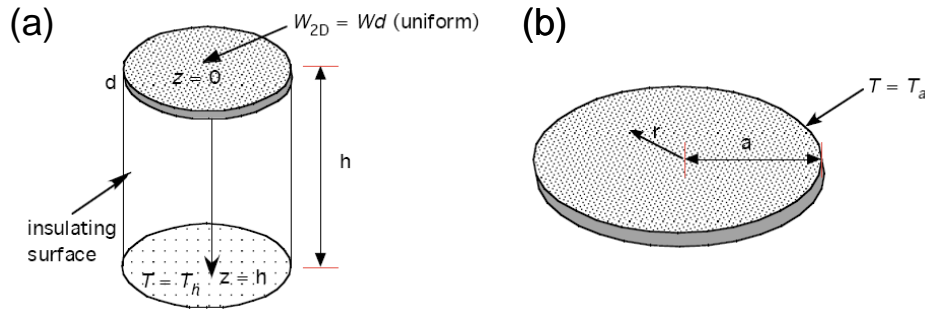 (a)
W2D = Wd (uniform)
z = 0
d
h
insulating
surface
T = Th
z = h
(b)
T = Ta
r
a